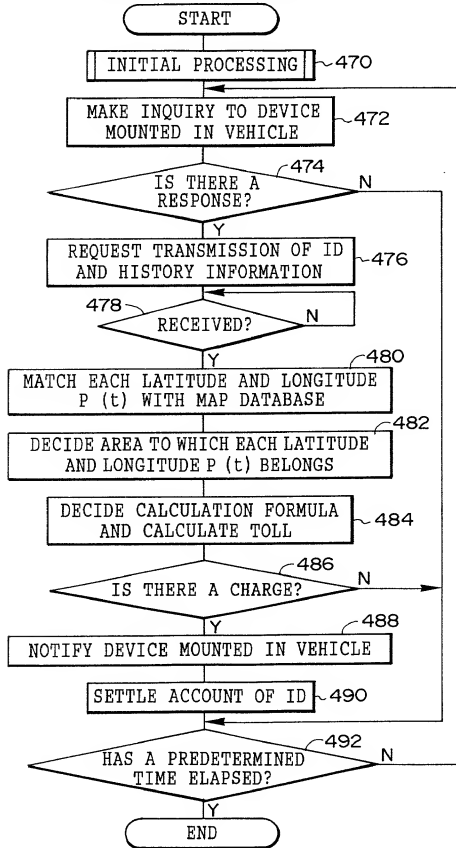 START
INITIAL PROCESSING
470
MAKE INQUIRY TO DEVICE
MOUNTED IN VEHICLE
472
474
IS THERE A
RESPONSE?
N
Y
REQUEST TRANSMISSION OF ID
AND HISTORY INFORMATION
476
478
RECEIVED?
N
Y
480
MATCH EACH LATITUDE AND LONGITUDE
P (t) WITH MAP DATABASE
482
DECIDE AREA TO WHICH EACH LATITUDE
AND LONGITUDE P (t) BELONGS
DECIDE CALCULATION FORMULA
AND CALCULATE TOLL
484
486
IS THERE A CHARGE?
N
Y
488
NOTIFY DEVICE MOUNTED IN VEHICLE
SETTLE ACCOUNT OF ID
490
492
HAS A PREDETERMINED
TIME ELAPSED?
N
Y
END